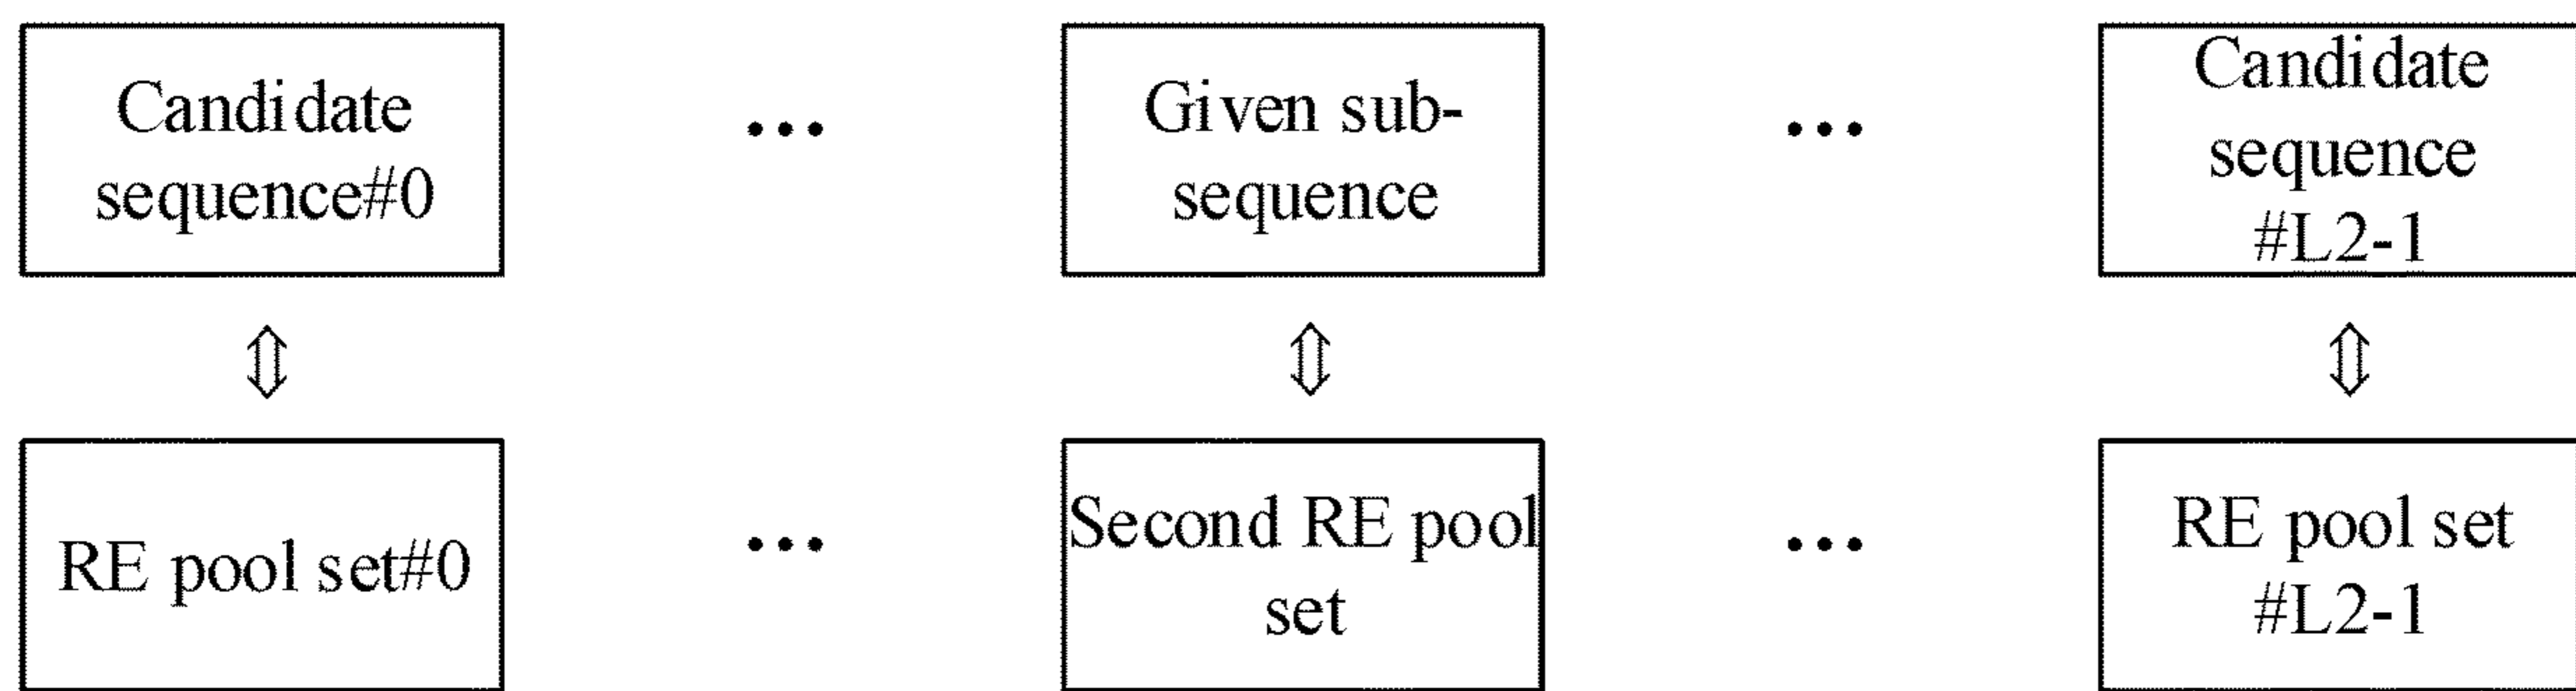 Candidate
sequence#0
...
Given sub-
sequence
...
Candidate
sequence
#L2-1
RE pool set#0
...
Second RE pool
set
...
RE pool set
#L2-1